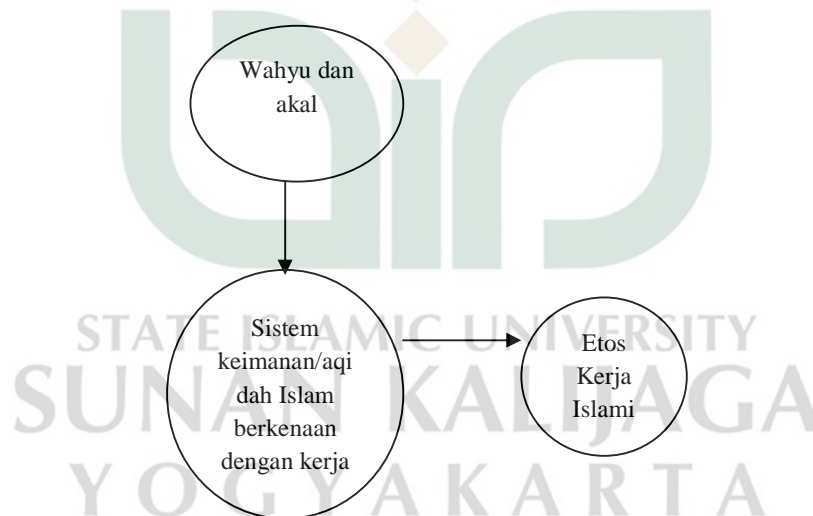 Wahyu dan
akal
Sistem
keimanan/aqi
dah Islam
berkenaan
dengan kerja
Etos
Kerja
Islami
STATE ISLAMIC UNIVERSITY
SUNAN KALIJAGA
YOGYAKARTA